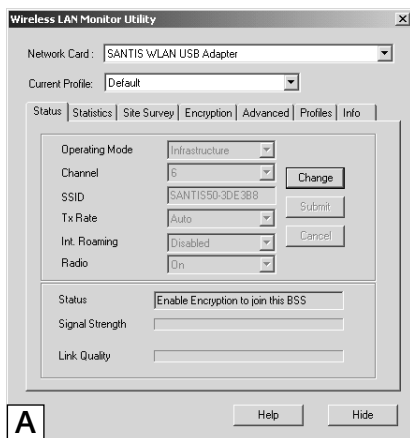 Wireless LAN Monitor Utility
Network Card : SANTIS WLAN USB Adapter
Current Profile: Default
Status Statistics Site Survey Encryption Advanced Profiles Info
Operating Mode Infrastructure
Channel 6
Change
SSID SANTIS50-3DE3B8
Submit
Tx Rate Auto
Int. Roaming Disabled
Cancel
Radio On
Status Enable Encryption to join this BSS
Signal Strength
Link Quality
A
Help Hide